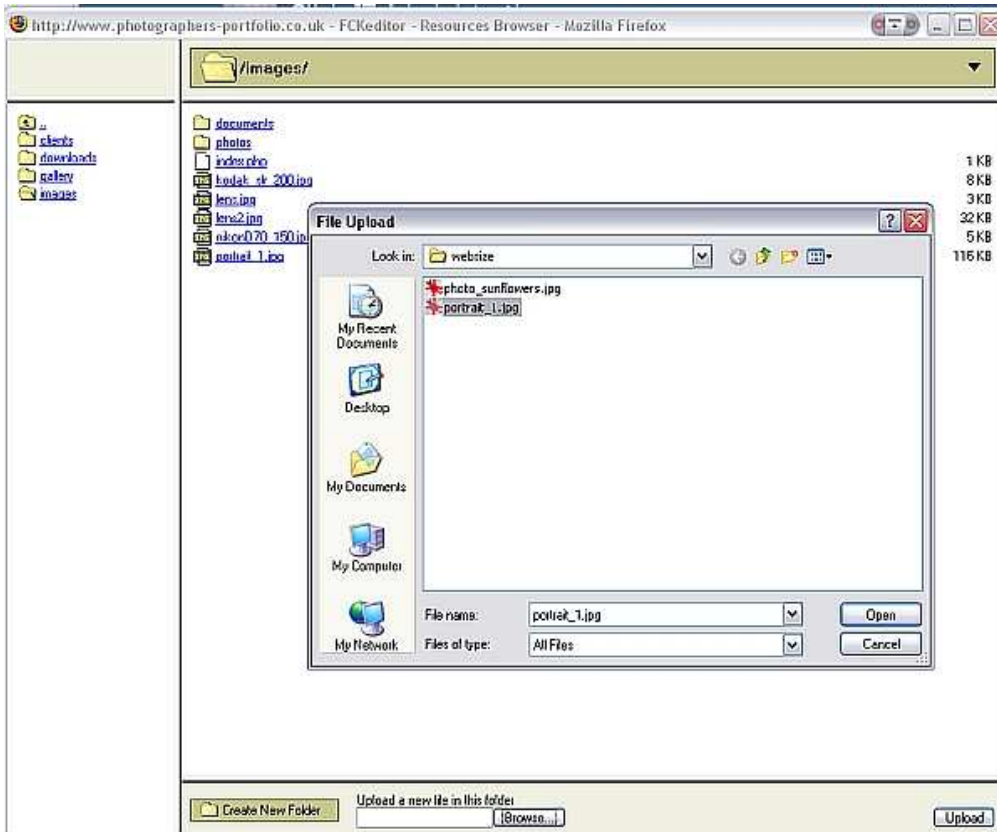 http://www.photographers-portfolio.co.uk - FCKeditor - Resources Browser - Mozilla Firefox
/images/
..
clients
downloads
gallery
images
documents
photos
index.php 1 KB
kodak_sk_200.jpg 8 KB
lens.jpg 3 KB
lens2.jpg 32 KB
nikonD70_150.jp 5 KB
portrait_1.jpg 116 KB
File Upload
Look in: websize
photo_sunflowers.jpg
portrait_1.jpg
My Recent
Documents
Desktop
My Documents
My Computer
My Network
File name: portrait_1.jpg Open
Files of type: All Files Cancel
Create New Folder
Upload a new file in this folder
Browse... Upload